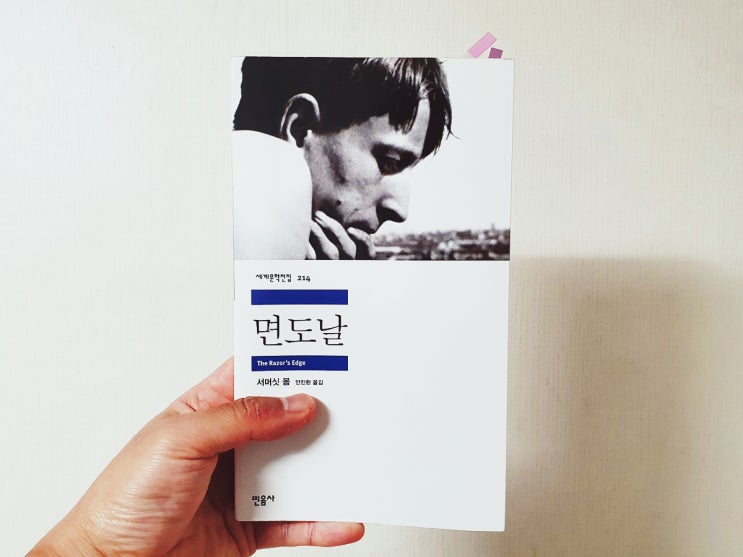 세계문학전집 214
면도날
The Razor's Edge
서머싯 몸 안진환 옮김
민음사